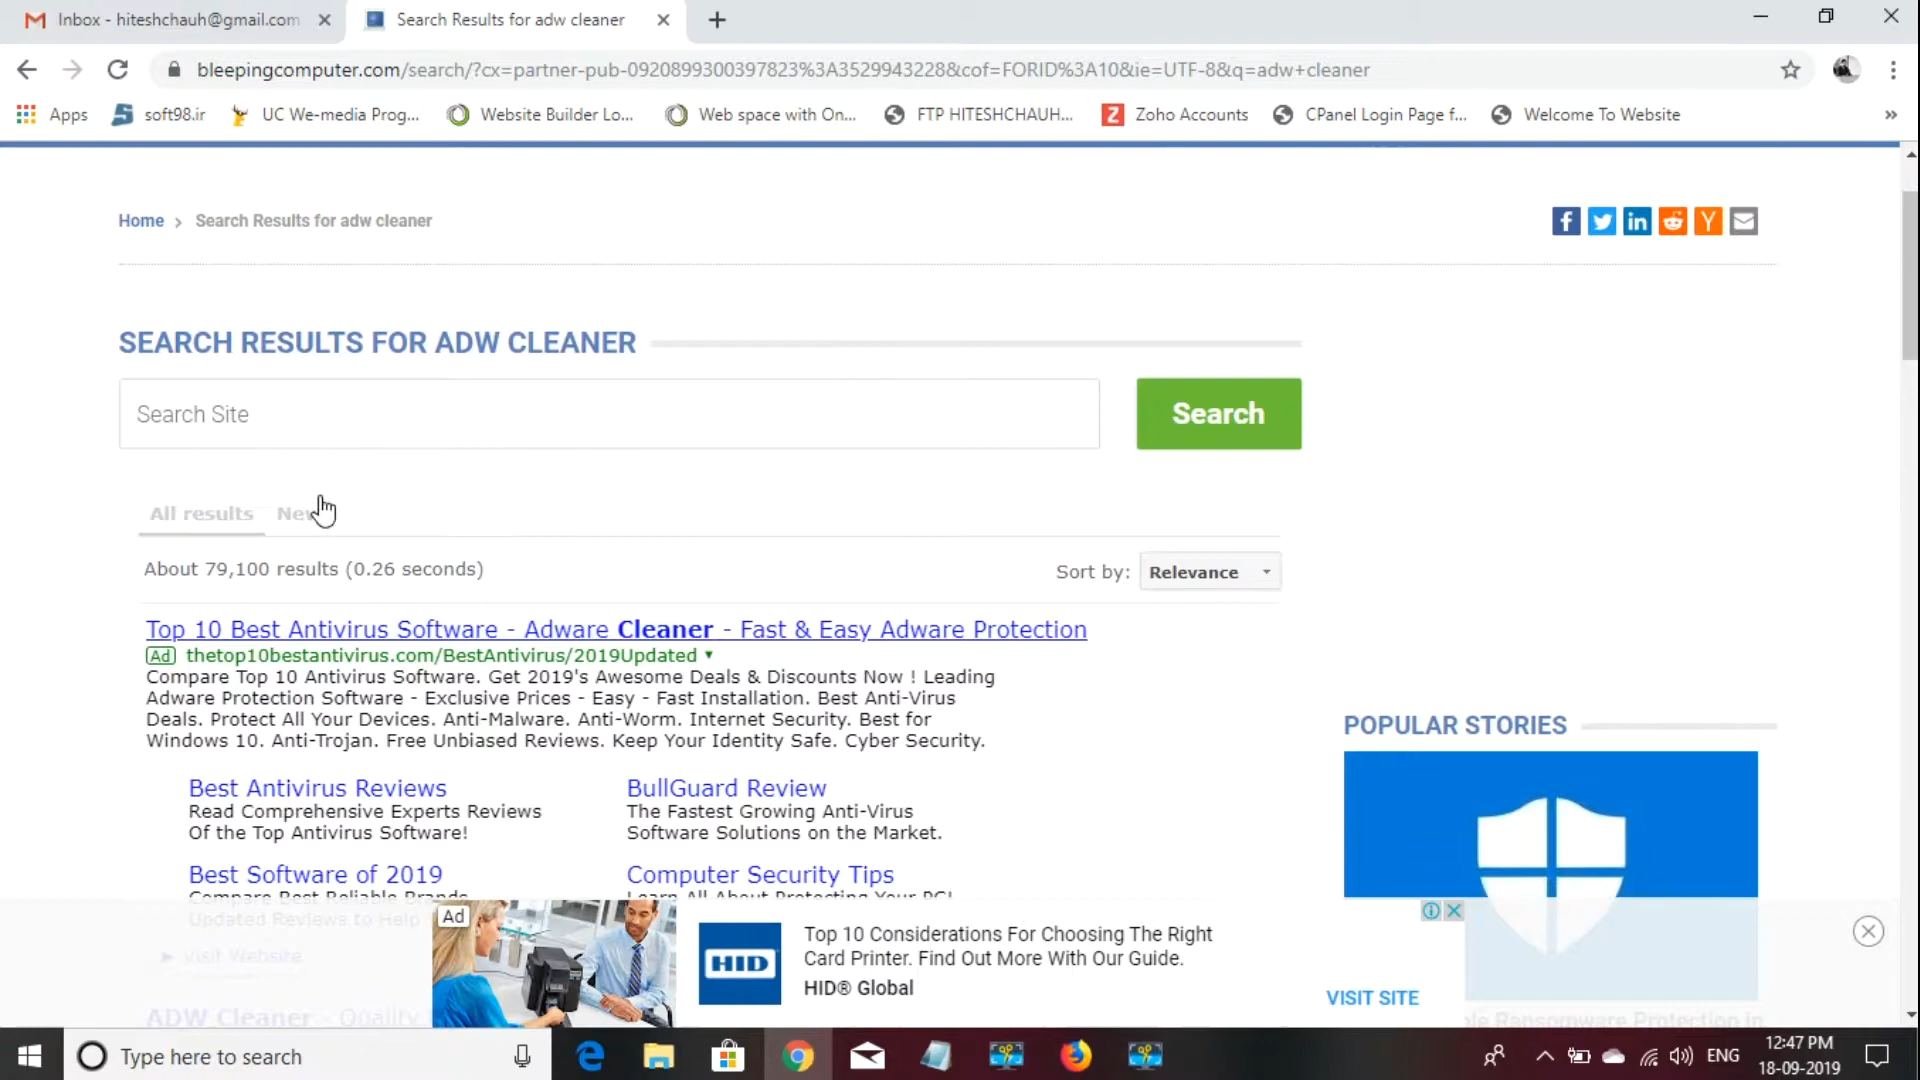 Inbox - hiteshchauh@gmail.com
Search Results for adw cleaner
bleepingcomputer.com/search/?cx=partner-pub-0920899300397823%3A3529943228&cof=FORID%3A10&ie=UTF-8&q=adw+cleaner
Apps soft98.ir UC We-media Prog... Website Builder Lo... Web space with On... FTP HITESHCHAUH... Zoho Accounts CPanel Login Page f... Welcome To Website »
Home > Search Results for adw cleaner
SEARCH RESULTS FOR ADW CLEANER
Search Site
Search
All results
About 79,100 results (0.26 seconds)
Sort by: Relevance
Top 10 Best Antivirus Software - Adware Cleaner - Fast & Easy Adware Protection
Ad thetop10bestantivirus.com/BestAntivirus/2019Updated
Compare Top 10 Antivirus Software. Get 2019's Awesome Deals & Discounts Now ! Leading
Adware Protection Software - Exclusive Prices - Easy - Fast Installation. Best Anti-Virus
Deals. Protect All Your Devices. Anti-Malware. Anti-Worm. Internet Security. Best for
Windows 10. Anti-Trojan. Free Unbiased Reviews. Keep Your Identity Safe. Cyber Security.
Best Antivirus Reviews
Read Comprehensive Experts Reviews
Of the Top Antivirus Software!
BullGuard Review
The Fastest Growing Anti-Virus
Software Solutions on the Market.
Best Software of 2019
Compare Best Reliable Brands
Updated Reviews to Help
Computer Security Tips
Learn All About Protecting Your PC!
Visit Website
ADW Cleaner - Quality
POPULAR STORIES
Ransomware Protection in
Ad
HID
Top 10 Considerations For Choosing The Right
Card Printer. Find Out More With Our Guide.
HID® Global
VISIT SITE
Type here to search
ENG
12:47 PM
18-09-2019